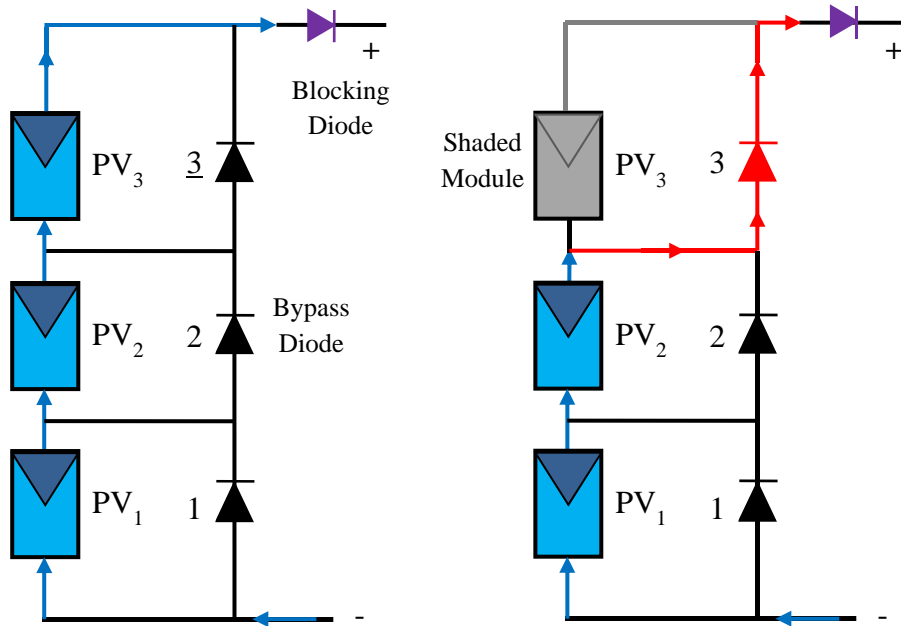 +
Blocking
Diode
PV3
3
PV2
2
Bypass
Diode
PV1
1
-
+
Shaded
Module
PV3
3
PV2
2
PV1
1
-